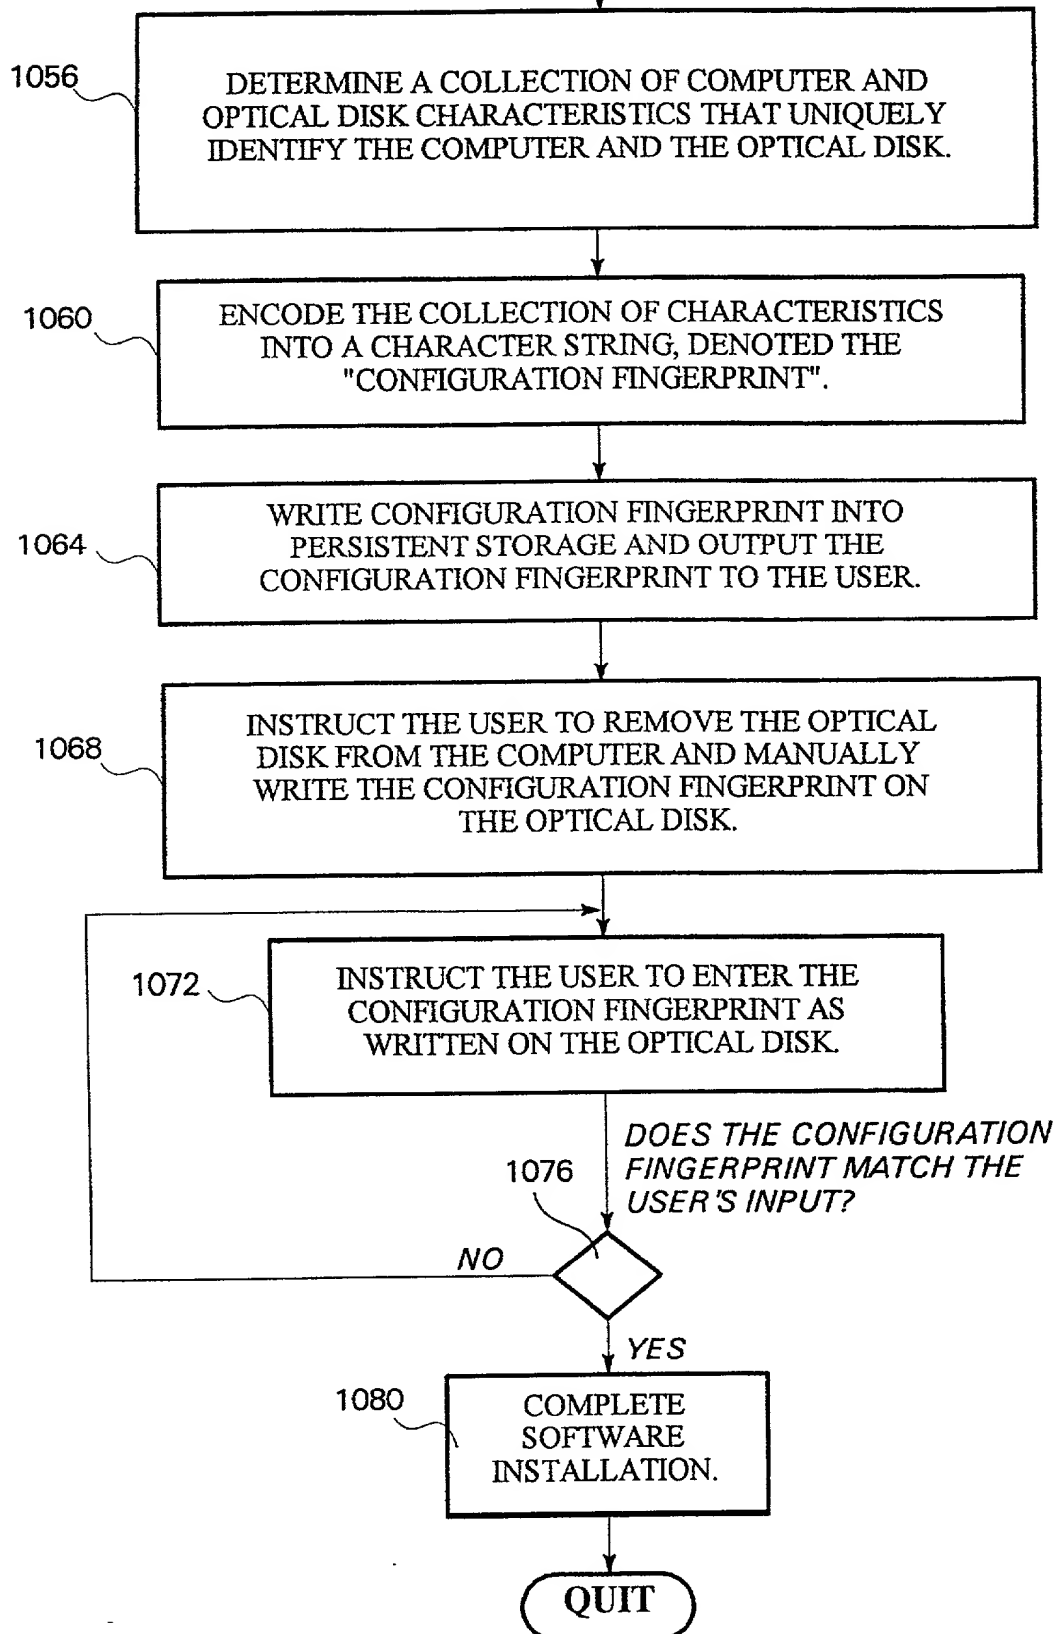 1056
DETERMINE A COLLECTION OF COMPUTER AND
OPTICAL DISK CHARACTERISTICS THAT UNIQUELY
IDENTIFY THE COMPUTER AND THE OPTICAL DISK.
1060
ENCODE THE COLLECTION OF CHARACTERISTICS
INTO A CHARACTER STRING, DENOTED THE
"CONFIGURATION FINGERPRINT".
1064
WRITE CONFIGURATION FINGERPRINT INTO
PERSISTENT STORAGE AND OUTPUT THE
CONFIGURATION FINGERPRINT TO THE USER.
1068
INSTRUCT THE USER TO REMOVE THE OPTICAL
DISK FROM THE COMPUTER AND MANUALLY
WRITE THE CONFIGURATION FINGERPRINT ON
THE OPTICAL DISK.
1072
INSTRUCT THE USER TO ENTER THE
CONFIGURATION FINGERPRINT AS
WRITTEN ON THE OPTICAL DISK.
DOES THE CONFIGURATION
FINGERPRINT MATCH THE
USER'S INPUT?
1076
NO
YES
1080
COMPLETE
SOFTWARE
INSTALLATION.
QUIT